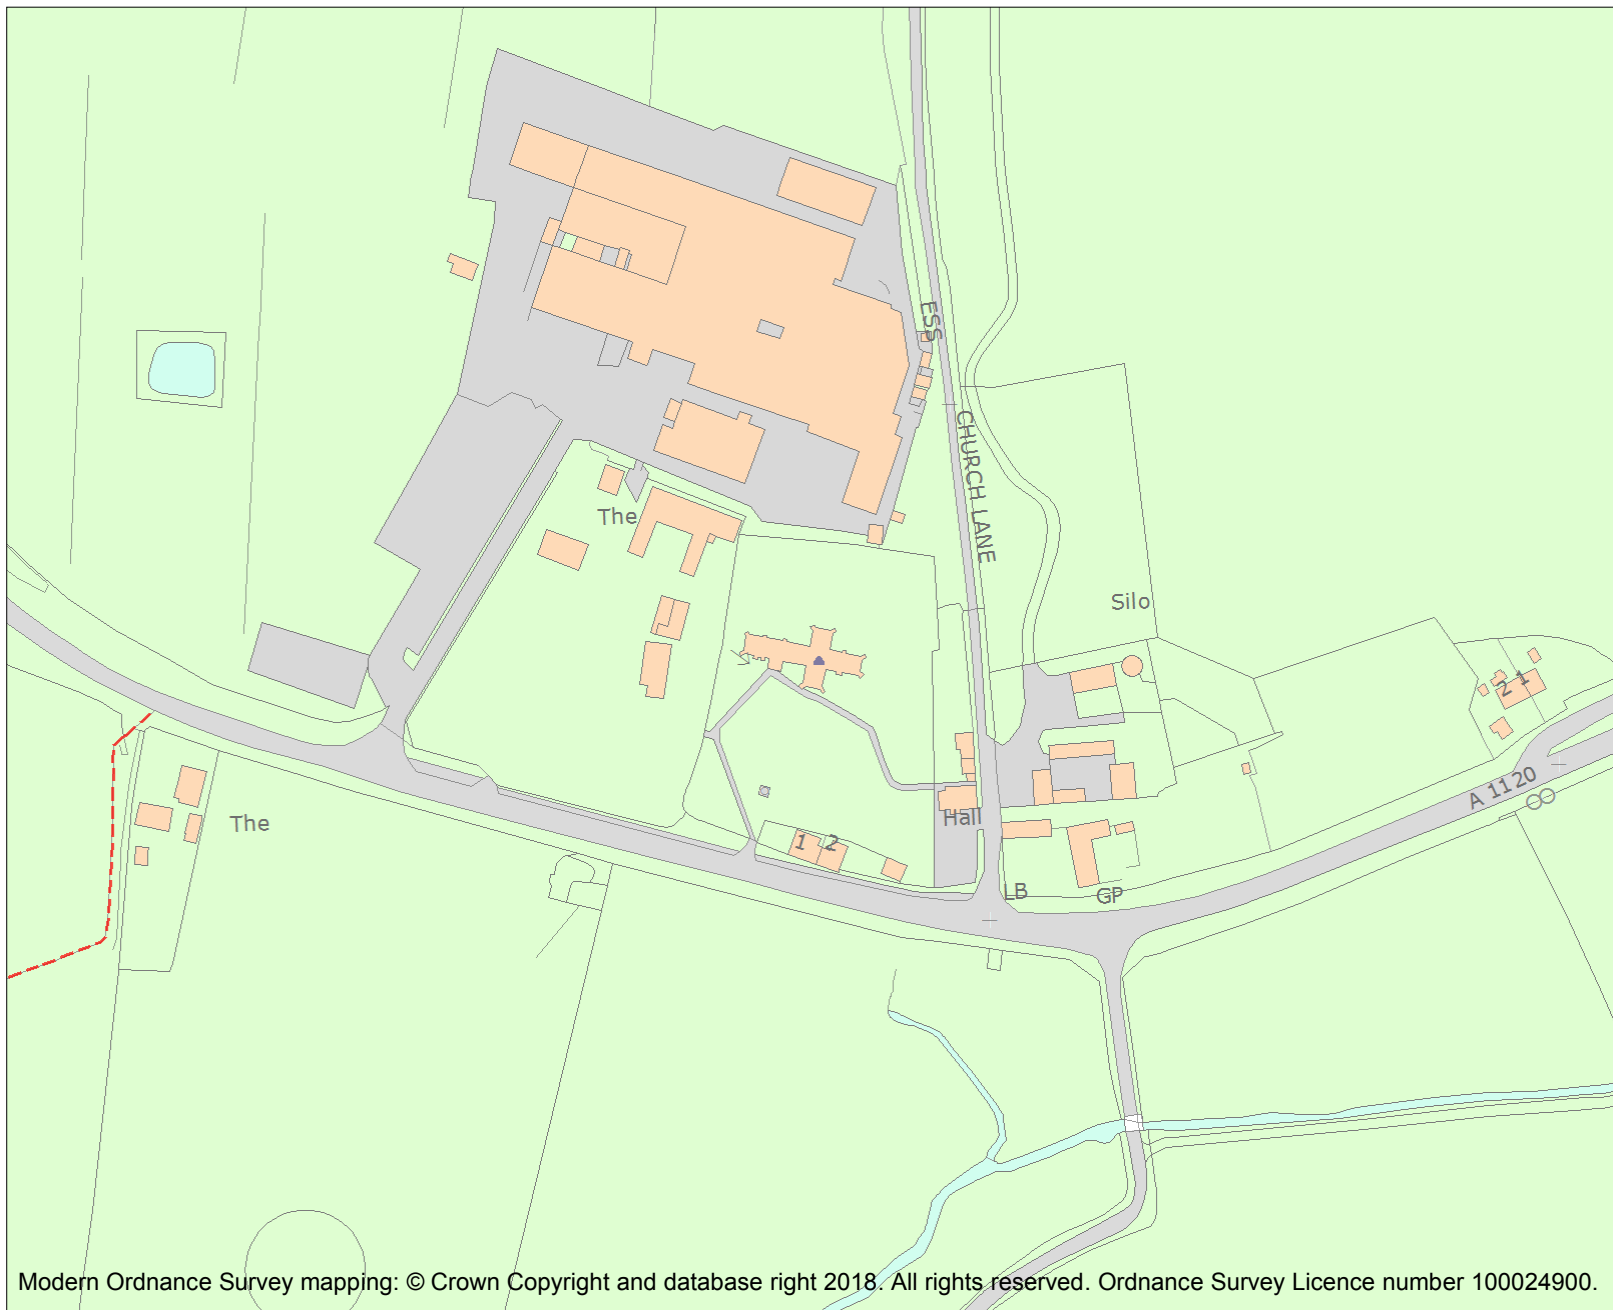 ESS
CHURCH LANE
The
Silo
2 1
A 1120
The
1 2
Hall
LB
GP
Modern Ordnance Survey mapping: © Crown Copyright and database right 2018. All rights reserved. Ordnance Survey Licence number 100024900.